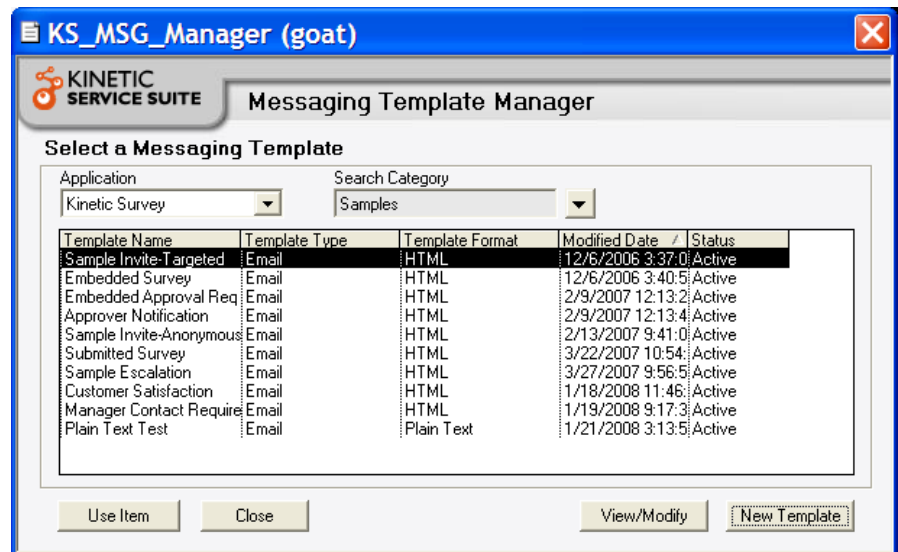 KS_MSG_Manager (goat)
KINETIC
SERVICE SUITE
Messaging Template Manager
Select a Messaging Template
Application Search Category
Kinetic Survey Samples
Template Name Template Type Template Format Modified Date Status
Sample Invite-Targeted Email HTML 12/6/2006 3:37:0 Active
Embedded Survey Email HTML 12/6/2006 3:40:5 Active
Embedded Approval Req Email HTML 2/9/2007 12:13:2 Active
Approver Notification Email HTML 2/9/2007 12:13:4 Active
Sample Invite-Anonymous Email HTML 2/13/2007 9:41:0 Active
Submitted Survey Email HTML 3/22/2007 10:54: Active
Sample Escalation Email HTML 3/27/2007 9:56:5 Active
Customer Satisfaction Email HTML 1/18/2008 11:46: Active
Manager Contact Require Email HTML 1/19/2008 9:17:3 Active
Plain Text Test Email Plain Text 1/21/2008 3:13:5 Active
Use Item Close View/Modify New Template